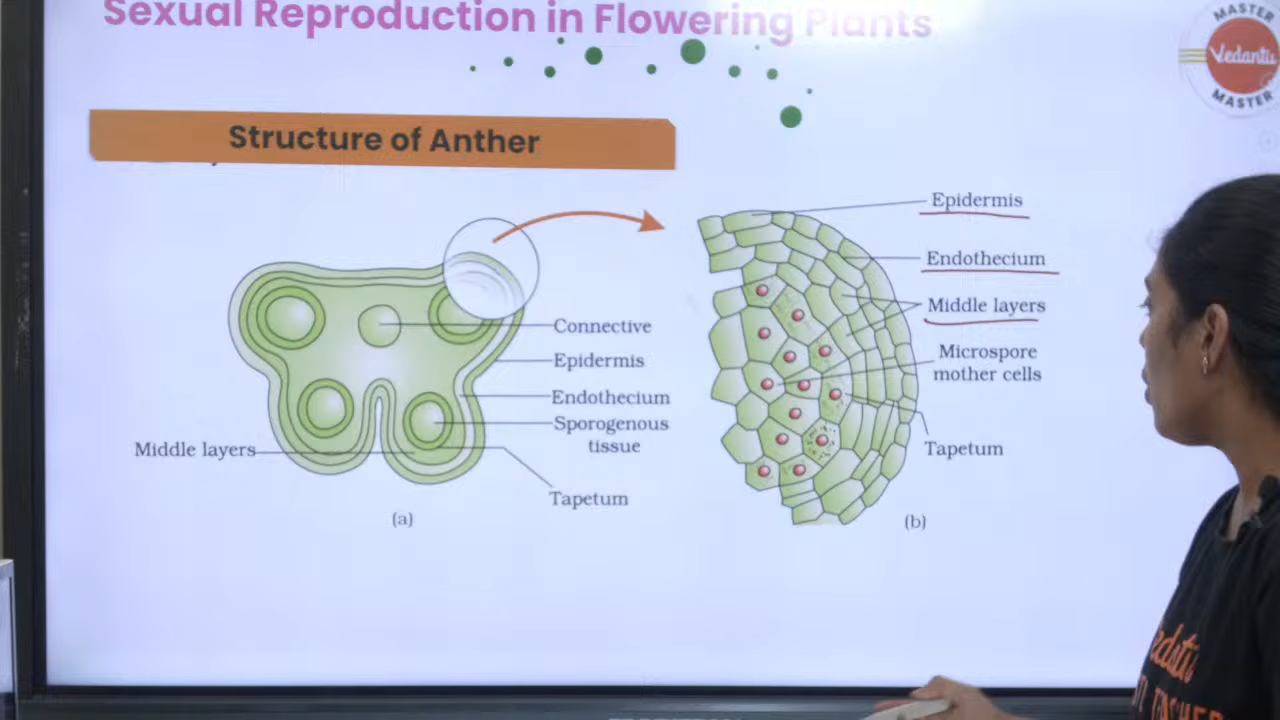 Sexual Reproduction in Flowering Plants
MASTER
Vedantu
MASTER
Structure of Anther
Epidermis
Endothecium
Middle layers
Microspore
mother cells
Tapetum
(b)
Connective
Epidermis
Endothecium
Sporogenous
tissue
Middle layers
Tapetum
(a)